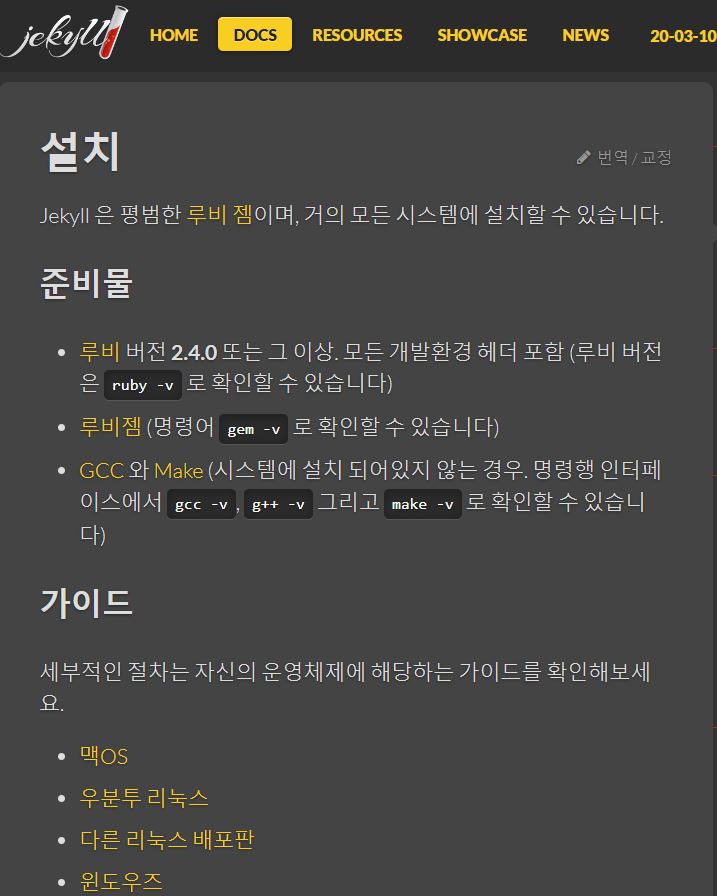 jekyll HOME DOCS RESOURCES SHOWCASE NEWS 20-03-10
설치
번역 / 교정
Jekyll 은 평범한 루비 젬이며, 거의 모든 시스템에 설치할 수 있습니다.
준비물
루비 버전 2.4.0 또는 그 이상. 모든 개발환경 헤더 포함 (루비 버전
은 ruby -v 로 확인할 수 있습니다)
루비젬 (명령어 gem -v 로 확인할 수 있습니다)
GCC 와 Make (시스템에 설치 되어있지 않는 경우. 명령행 인터페
이스에서 gcc -v, g++ -v 그리고 make -v 로 확인할 수 있습니
다)
가이드
세부적인 절차는 자신의 운영체제에 해당하는 가이드를 확인해보세
요.
맥OS
우분투 리눅스
다른 리눅스 배포판
윈도우즈